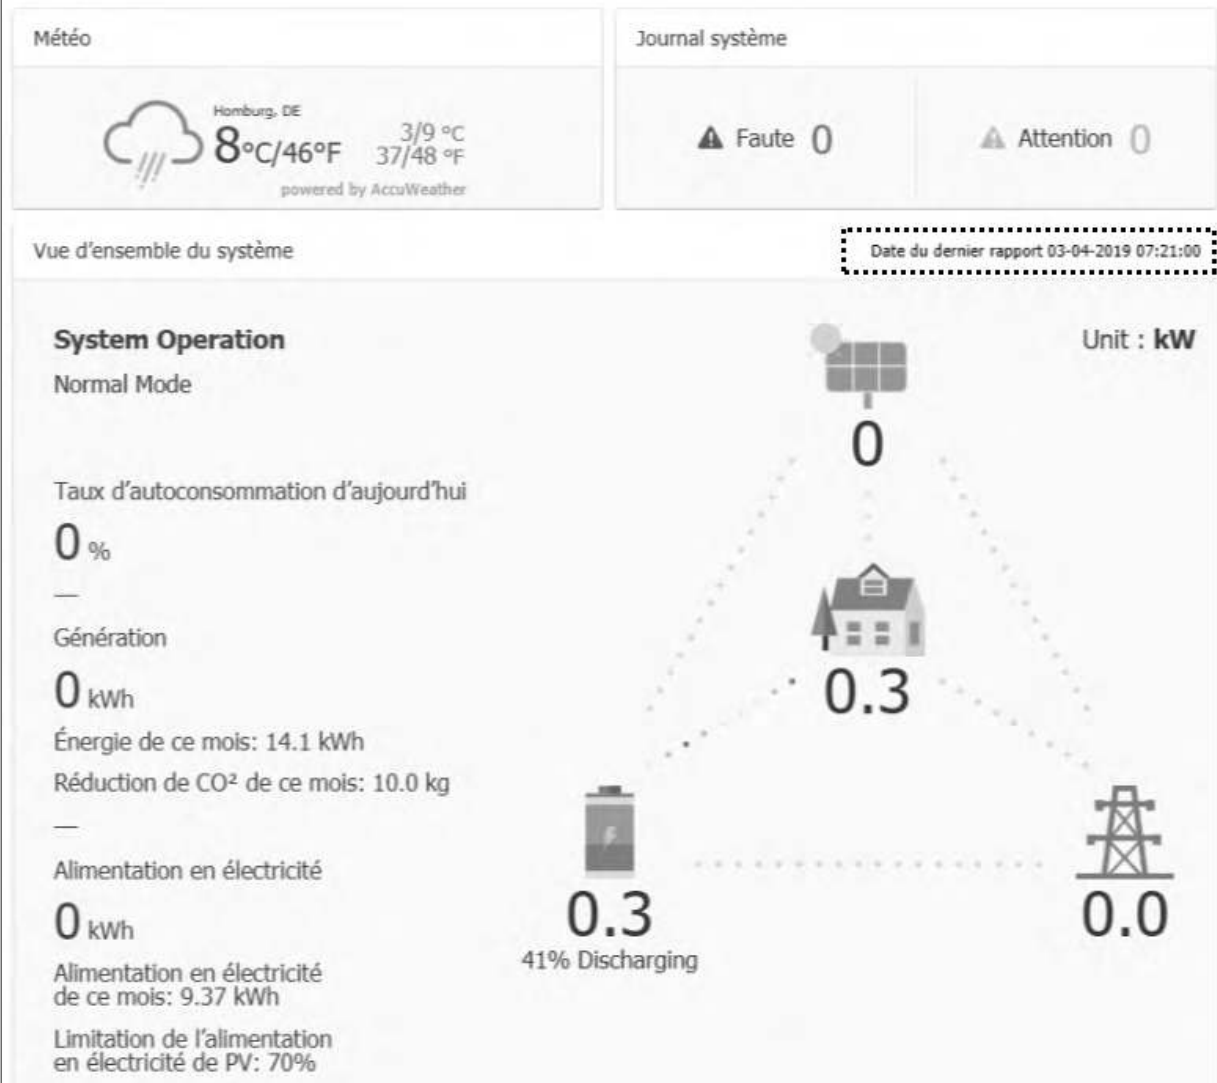 Météo
Homburg, DE
8°C/46°F
3/9 °C
37/48 °F
powered by AccuWeather
Journal système
Faute 0
Attention 0
Vue d'ensemble du système
Date du dernier rapport 03-04-2019 07:21:00
System Operation
Normal Mode
Unit : kW
0
Taux d'autoconsommation d'aujourd'hui
0 %
Génération
0 kWh
Énergie de ce mois: 14.1 kWh
Réduction de CO² de ce mois: 10.0 kg
Alimentation en électricité
0 kWh
Alimentation en électricité
de ce mois: 9.37 kWh
Limitation de l'alimentation
en électricité de PV: 70%
0.3
0.3
41% Discharging
0.0